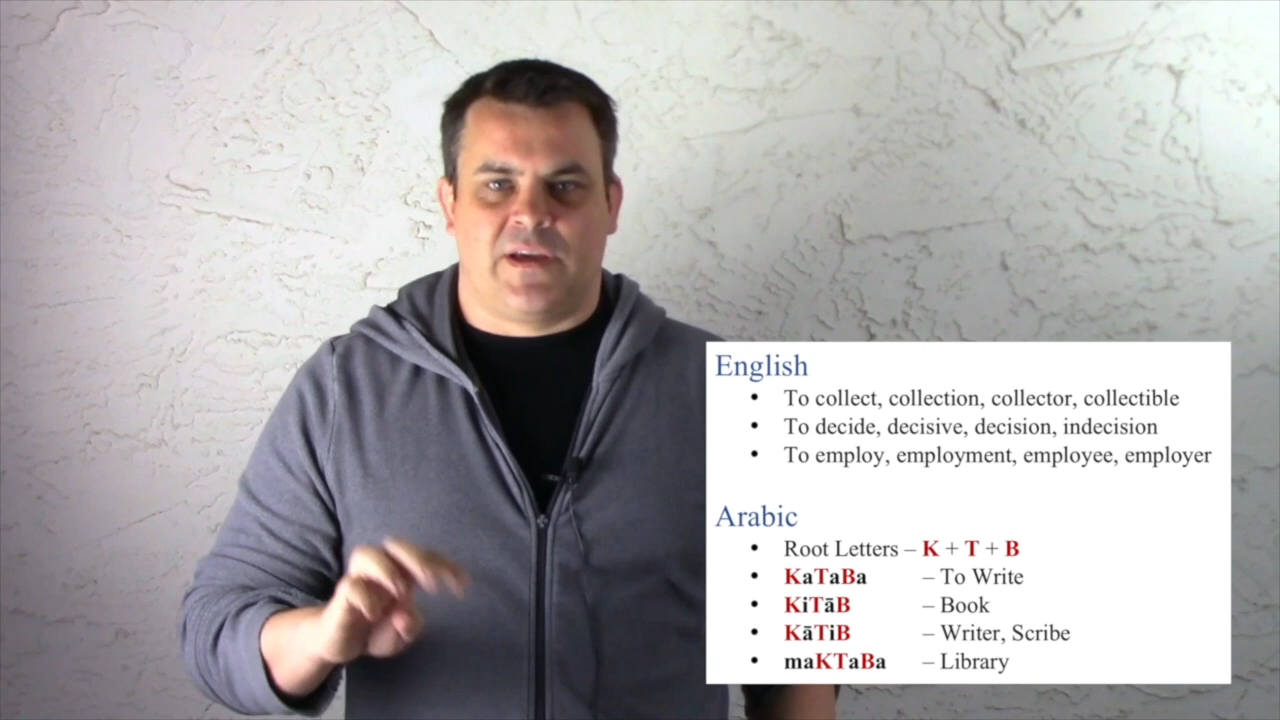 English
• To collect, collection, collector, collectible
• To decide, decisive, decision, indecision
• To employ, employment, employee, employer
Arabic
• Root Letters – K + T + B
• KaTaBa – To Write
• KiTāB – Book
• KāTiB – Writer, Scribe
• maKTaBa – Library